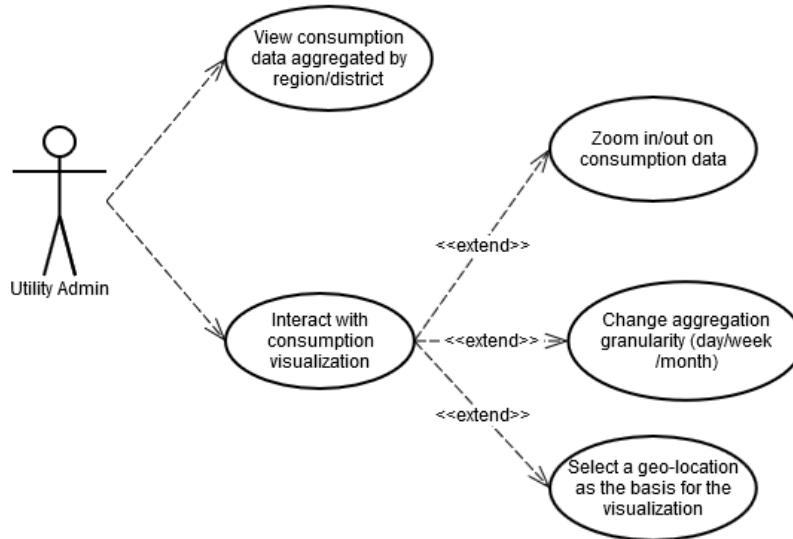 View consumption
data aggregated by
region/district
Zoom in/out on
consumption data
<<extend>>
Utility Admin
Interact with
consumption
visualization
<<extend>>
Change aggregation
granularity (day/week
/month)
<<extend>>
Select a geo-location
as the basis for the
visualization